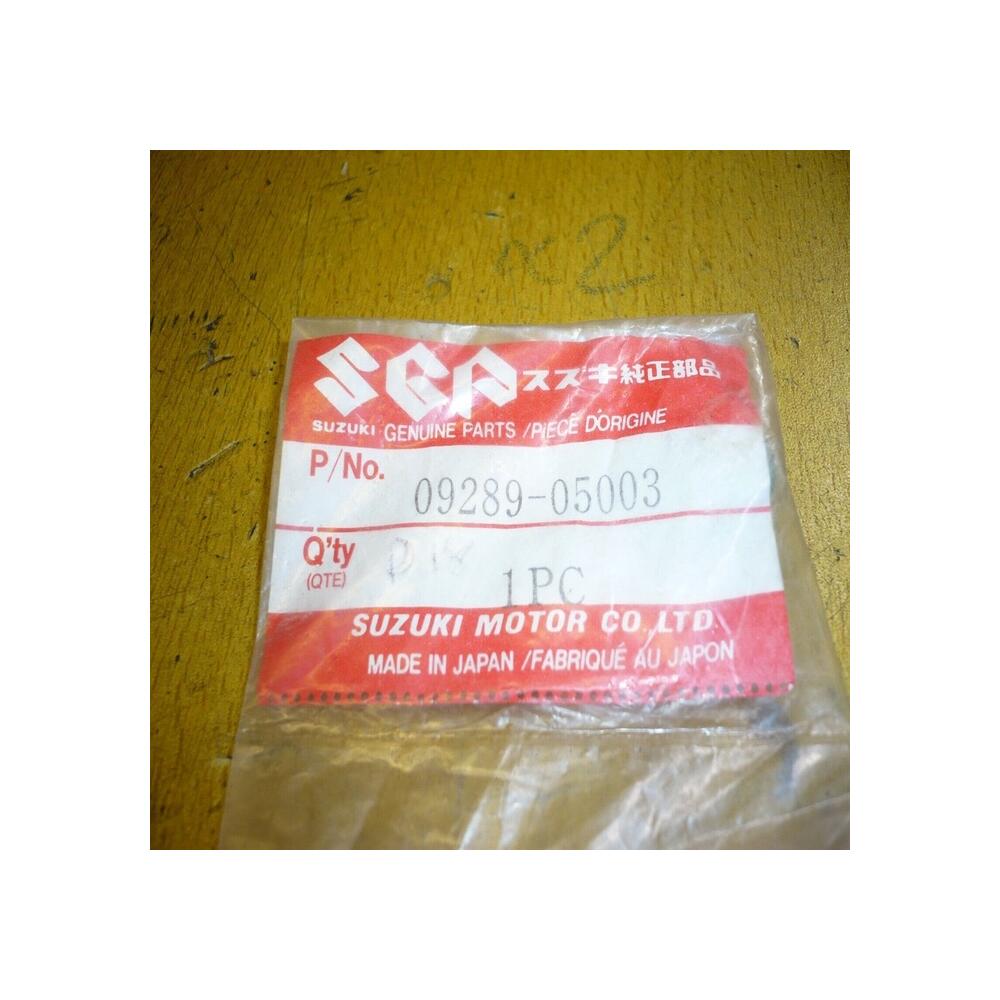 x2
SGP スズキ純正部品
SUZUKI GENUINE PARTS / PIÈCE D'ORIGINE
P/No. 09289-05003
Q'ty
(QTE) 1PC
SUZUKI MOTOR CO.,LTD.
MADE IN JAPAN / FABRIQUÉ AU JAPON